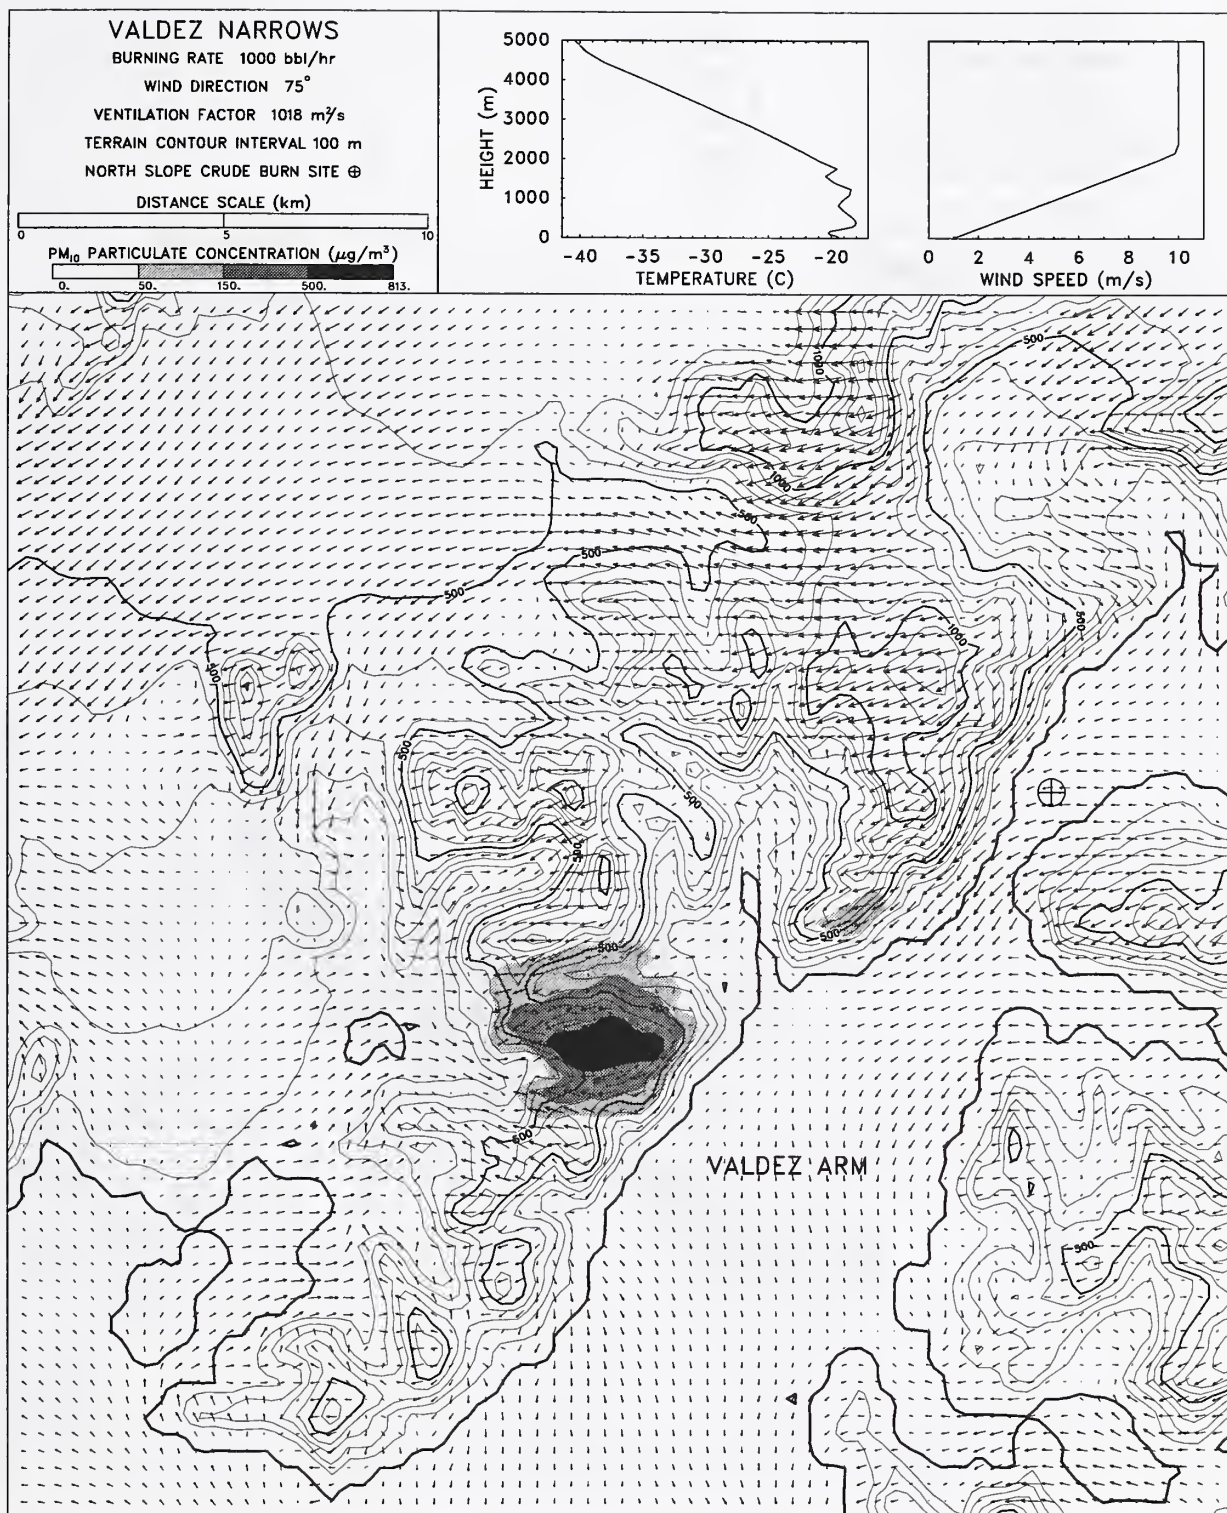 VALDEZ NARROWS
BURNING RATE 1000 bbl/hr
WIND DIRECTION 75°
VENTILATION FACTOR 1018 m²/s
TERRAIN CONTOUR INTERVAL 100 m
NORTH SLOPE CRUDE BURN SITE ⊕
DISTANCE SCALE (km)
0 5 10
PM₁₀ PARTICULATE CONCENTRATION (μg/m³)
0. 50. 150. 500. 813.
HEIGHT (m)
5000
4000
3000
2000
1000
0
-40 -35 -30 -25 -20
TEMPERATURE (C)
0 2 4 6 8 10
WIND SPEED (m/s)
500
1000
1000
500
500
500
500
1000
500
500
500
500
500
500
500
500
VALDEZ ARM
500